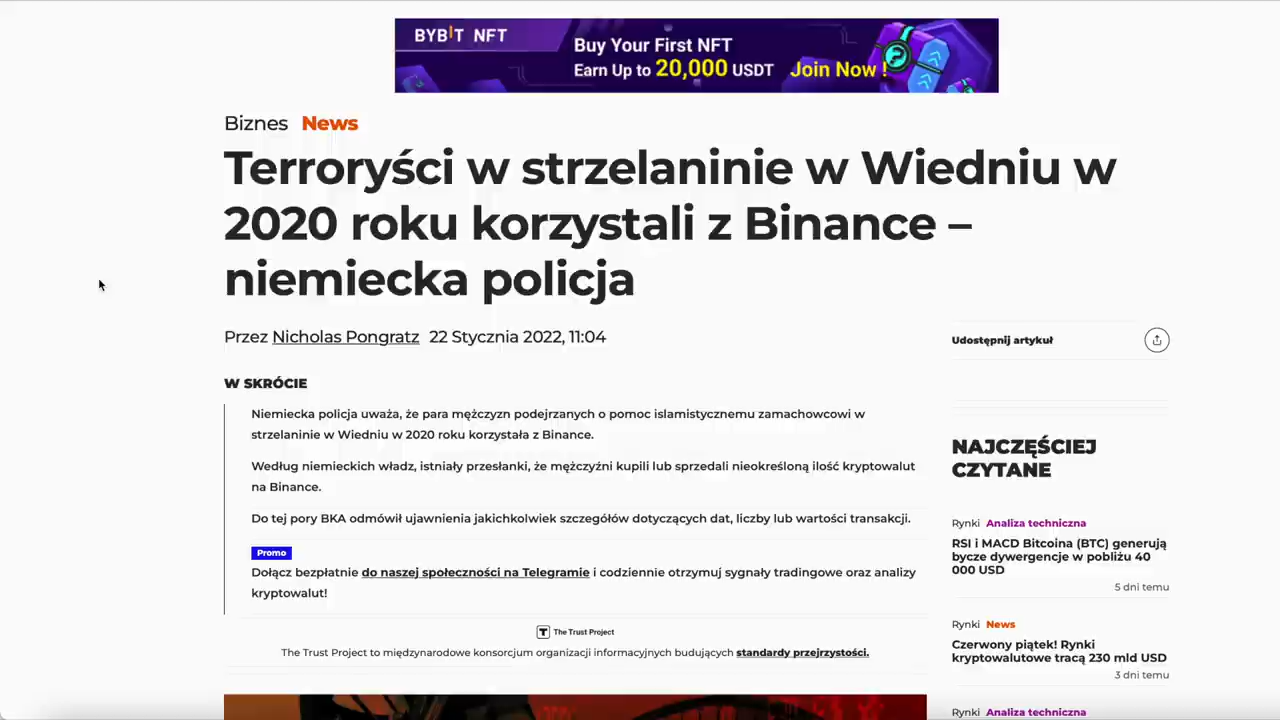 BYBIT NFT
Buy Your First NFT
Earn Up to 20,000 USDT
Join Now !
Biznes News
Terroryści w strzelaninie w Wiedniu w
2020 roku korzystali z Binance –
niemiecka policja
Przez Nicholas Pongratz 22 Stycznia 2022, 11:04
Udostępnij artykuł
W SKRÓCIE
Niemiecka policja uważa, że para mężczyzn podejrzanych o pomoc islamistycznemu zamachowcowi w
strzelaninie w Wiedniu w 2020 roku korzystała z Binance.
Według niemieckich władz, istniały przesłanki, że mężczyźni kupili lub sprzedali nieokreśloną ilość kryptowalut
na Binance.
Do tej pory BKA odmówił ujawnienia jakichkolwiek szczegółów dotyczących dat, liczby lub wartości transakcji.
Promo
Dołącz bezpłatnie do naszej społeczności na Telegramie i codziennie otrzymuj sygnały tradingowe oraz analizy
kryptowalut!
The Trust Project
The Trust Project to międzynarodowe konsorcjum organizacji informacyjnych budujących standardy przejrzystości.
NAJCZĘŚCIEJ
CZYTANE
Rynki Analiza techniczna
RSI i MACD Bitcoina (BTC) generują
bycze dywergencje w pobliżu 40
000 USD
5 dni temu
Rynki News
Czerwony piątek! Rynki
kryptowalutowe tracą 230 mld USD
3 dni temu
Rynki Analiza techniczna